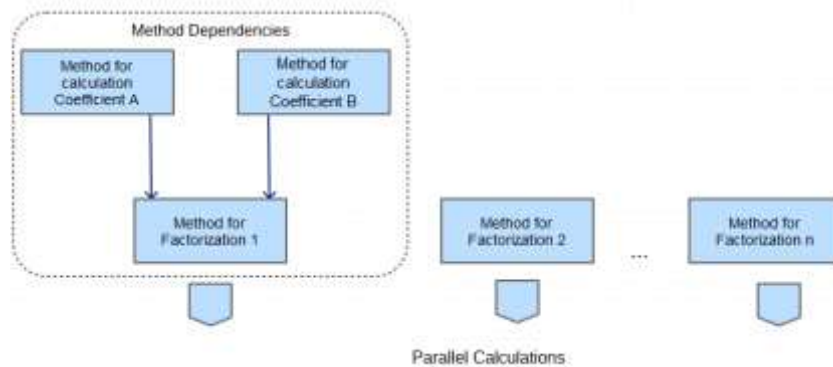 Method Dependencies
Method for
calculation
Coefficient A
Method for
calculation
Coefficient B
Method for
Factorization 1
Method for
Factorization 2
...
Method for
Factorization n
Parallel Calculations